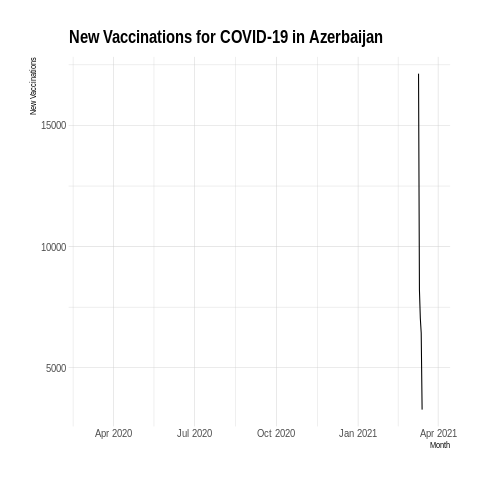 New Vaccinations for COVID-19 in Azerbaijan
New Vaccinations
15000
10000
5000
Apr 2020 Jul 2020 Oct 2020 Jan 2021 Apr 2021
Month